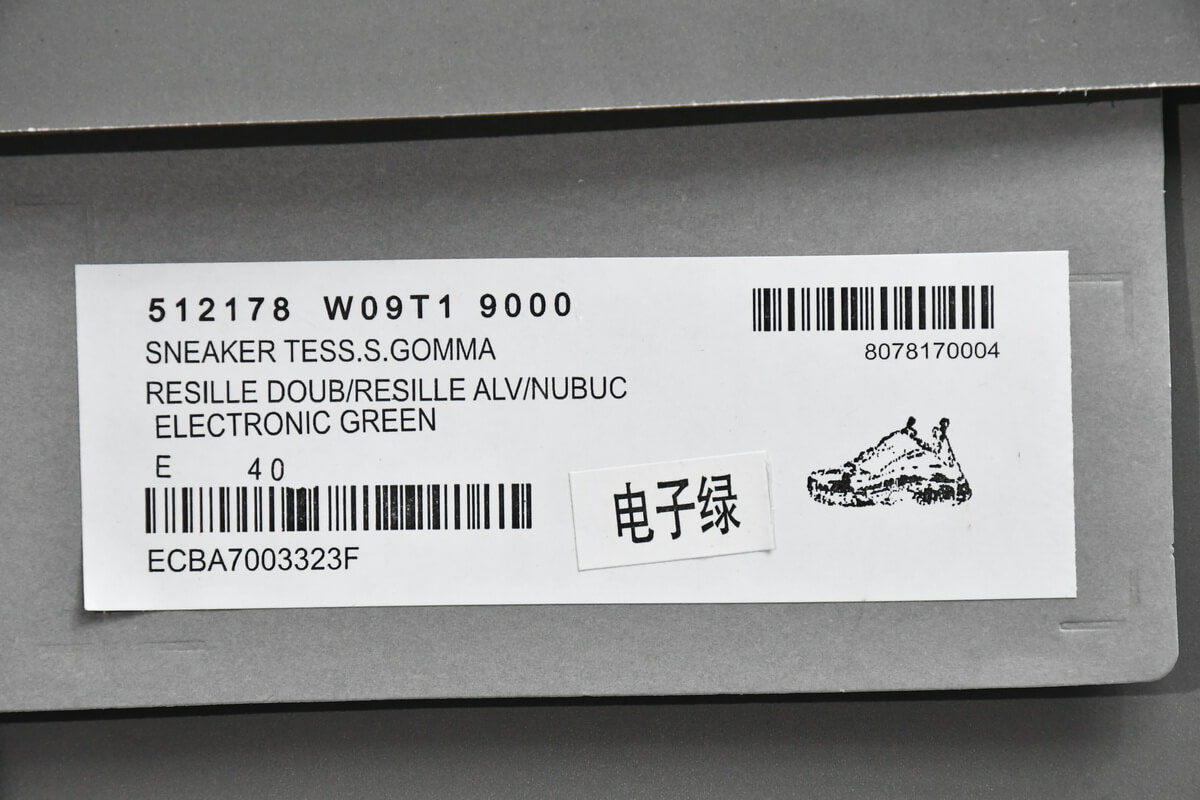 512178 W09T1 9000
8078170004
SNEAKER TESS.S.GOMMA
RESILLE DOUB/RESILLE ALV/NUBUC
ELECTRONIC GREEN
E 40
电子绿
ECBA7003323F